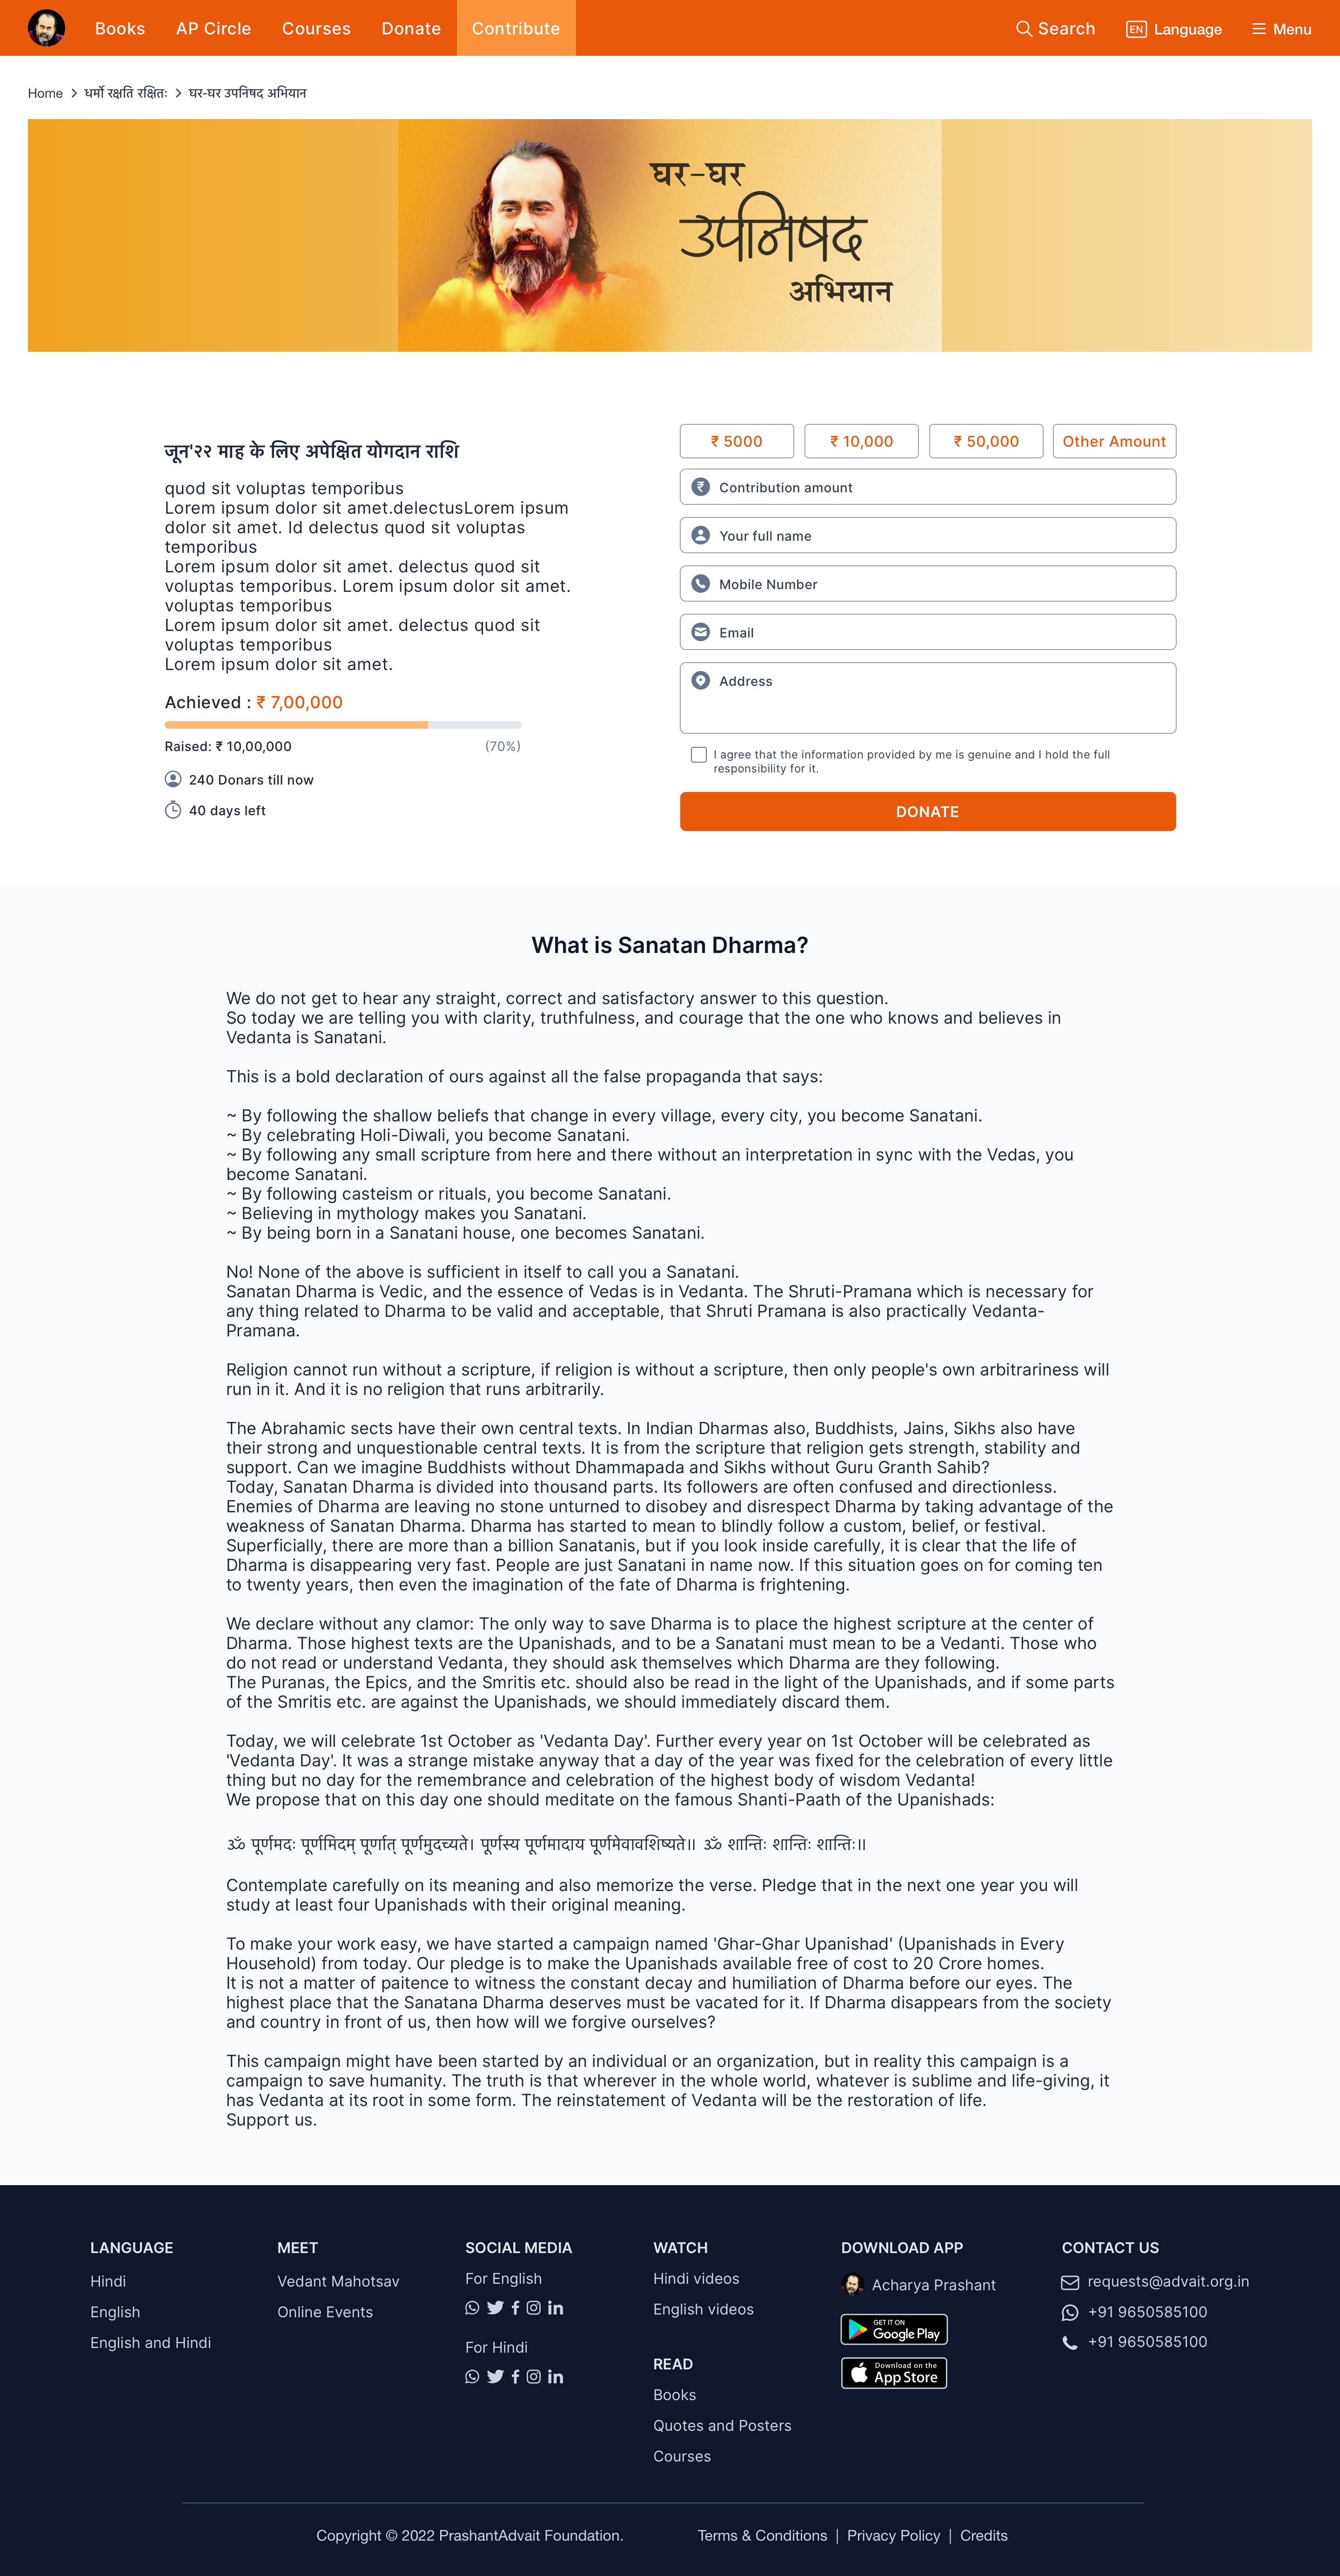 Books AP Circle Courses Donate Contribute Search EN Language Menu
Home > धर्मो रक्षति रक्षितः > घर-घर उपनिषद अभियान
घर-घर
उपनिषद
अभियान
जून'२२ माह के लिए अपेक्षित योगदान राशि
quod sit voluptas temporibus
Lorem ipsum dolor sit amet.delectusLorem ipsum
dolor sit amet. Id delectus quod sit voluptas
temporibus
Lorem ipsum dolor sit amet. delectus quod sit
voluptas temporibus. Lorem ipsum dolor sit amet.
voluptas temporibus
Lorem ipsum dolor sit amet. delectus quod sit
voluptas temporibus
Lorem ipsum dolor sit amet.
Achieved : ₹ 7,00,000
Raised: ₹ 10,00,000 (70%)
240 Donars till now
40 days left
₹ 5000 ₹ 10,000 ₹ 50,000 Other Amount
₹ Contribution amount
Your full name
Mobile Number
Email
Address
I agree that the information provided by me is genuine and I hold the full
responsibility for it.
DONATE
What is Sanatan Dharma?
We do not get to hear any straight, correct and satisfactory answer to this question.
So today we are telling you with clarity, truthfulness, and courage that the one who knows and believes in
Vedanta is Sanatani.
This is a bold declaration of ours against all the false propaganda that says:
~ By following the shallow beliefs that change in every village, every city, you become Sanatani.
~ By celebrating Holi-Diwali, you become Sanatani.
~ By following any small scripture from here and there without an interpretation in sync with the Vedas, you
become Sanatani.
~ By following casteism or rituals, you become Sanatani.
~ Believing in mythology makes you Sanatani.
~ By being born in a Sanatani house, one becomes Sanatani.
No! None of the above is sufficient in itself to call you a Sanatani.
Sanatan Dharma is Vedic, and the essence of Vedas is in Vedanta. The Shruti-Pramana which is necessary for
any thing related to Dharma to be valid and acceptable, that Shruti Pramana is also practically Vedanta-
Pramana.
Religion cannot run without a scripture, if religion is without a scripture, then only people's own arbitrariness will
run in it. And it is no religion that runs arbitrarily.
The Abrahamic sects have their own central texts. In Indian Dharmas also, Buddhists, Jains, Sikhs also have
their strong and unquestionable central texts. It is from the scripture that religion gets strength, stability and
support. Can we imagine Buddhists without Dhammapada and Sikhs without Guru Granth Sahib?
Today, Sanatan Dharma is divided into thousand parts. Its followers are often confused and directionless.
Enemies of Dharma are leaving no stone unturned to disobey and disrespect Dharma by taking advantage of the
weakness of Sanatan Dharma. Dharma has started to mean to blindly follow a custom, belief, or festival.
Superficially, there are more than a billion Sanatanis, but if you look inside carefully, it is clear that the life of
Dharma is disappearing very fast. People are just Sanatani in name now. If this situation goes on for coming ten
to twenty years, then even the imagination of the fate of Dharma is frightening.
We declare without any clamor: The only way to save Dharma is to place the highest scripture at the center of
Dharma. Those highest texts are the Upanishads, and to be a Sanatani must mean to be a Vedanti. Those who
do not read or understand Vedanta, they should ask themselves which Dharma are they following.
The Puranas, the Epics, and the Smritis etc. should also be read in the light of the Upanishads, and if some parts
of the Smritis etc. are against the Upanishads, we should immediately discard them.
Today, we will celebrate 1st October as 'Vedanta Day'. Further every year on 1st October will be celebrated as
'Vedanta Day'. It was a strange mistake anyway that a day of the year was fixed for the celebration of every little
thing but no day for the remembrance and celebration of the highest body of wisdom Vedanta!
We propose that on this day one should meditate on the famous Shanti-Paath of the Upanishads:
ॐ पूर्णमदः पूर्णमिदम् पूर्णात् पूर्णमुदच्यते। पूर्णस्य पूर्णमादाय पूर्णमेवावशिष्यते॥ ॐ शान्तिः शान्तिः शान्तिः॥
Contemplate carefully on its meaning and also memorize the verse. Pledge that in the next one year you will
study at least four Upanishads with their original meaning.
To make your work easy, we have started a campaign named 'Ghar-Ghar Upanishad' (Upanishads in Every
Household) from today. Our pledge is to make the Upanishads available free of cost to 20 Crore homes.
It is not a matter of paitence to witness the constant decay and humiliation of Dharma before our eyes. The
highest place that the Sanatana Dharma deserves must be vacated for it. If Dharma disappears from the society
and country in front of us, then how will we forgive ourselves?
This campaign might have been started by an individual or an organization, but in reality this campaign is a
campaign to save humanity. The truth is that wherever in the whole world, whatever is sublime and life-giving, it
has Vedanta at its root in some form. The reinstatement of Vedanta will be the restoration of life.
Support us.
LANGUAGE
Hindi
English
English and Hindi
MEET
Vedant Mahotsav
Online Events
SOCIAL MEDIA
For English
For Hindi
WATCH
Hindi videos
English videos
READ
Books
Quotes and Posters
Courses
DOWNLOAD APP
Acharya Prashant
GET IT ON
Google Play
Download on the
App Store
CONTACT US
requests@advait.org.in
+91 9650585100
+91 9650585100
Copyright © 2022 PrashantAdvait Foundation. Terms & Conditions | Privacy Policy | Credits